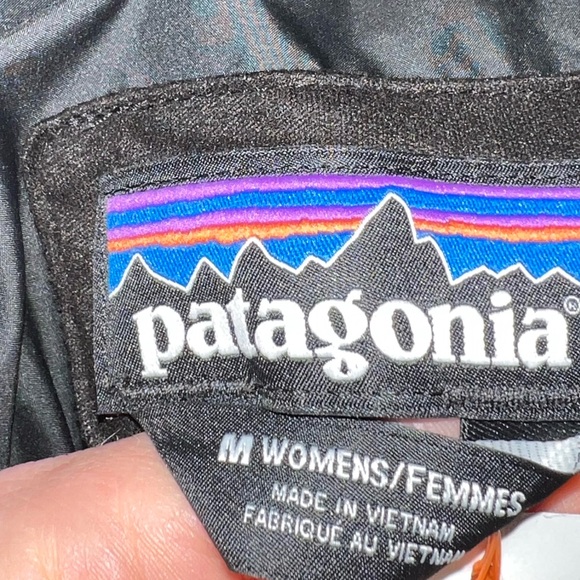 patagonia®
M WOMENS/FEMMES
MADE IN VIETNAM
FABRIQUÉ AU VIETNAM